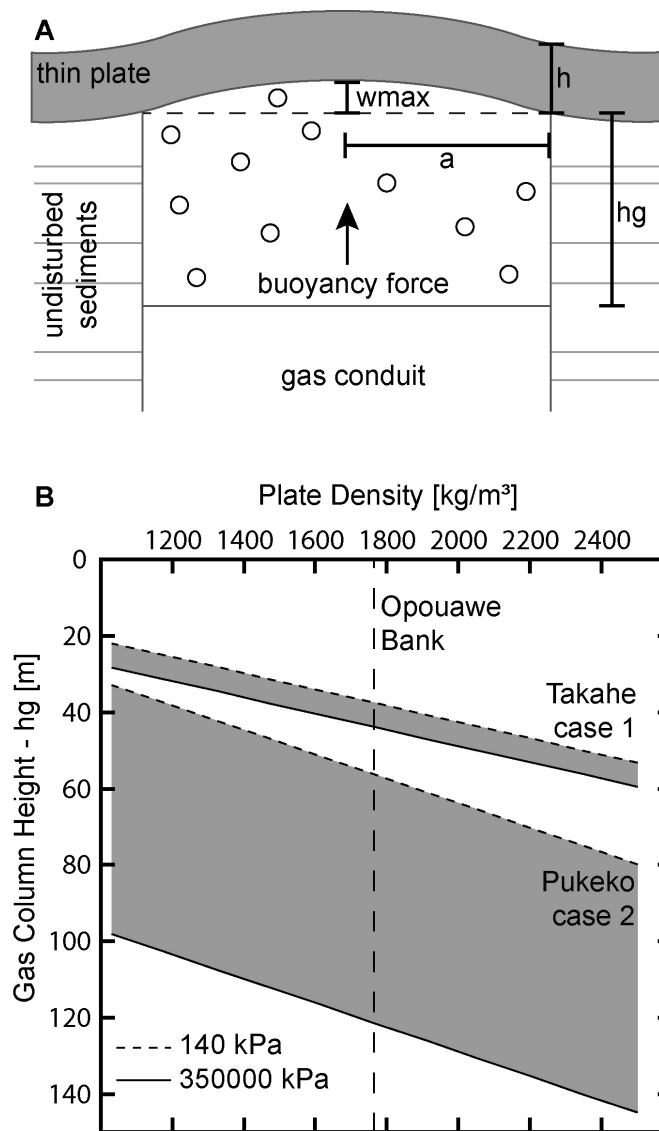 A
thin plate
wmax
h
a
hg
undisturbed
sediments
buoyancy force
gas conduit
B
Plate Density [kg/m³]
1200 1400 1600 1800 2000 2200 2400
0
20
40
60
80
100
120
140
Gas Column Height - hg [m]
Opouawe
Bank
Takahe
case 1
Pukeko
case 2
140 kPa
350000 kPa